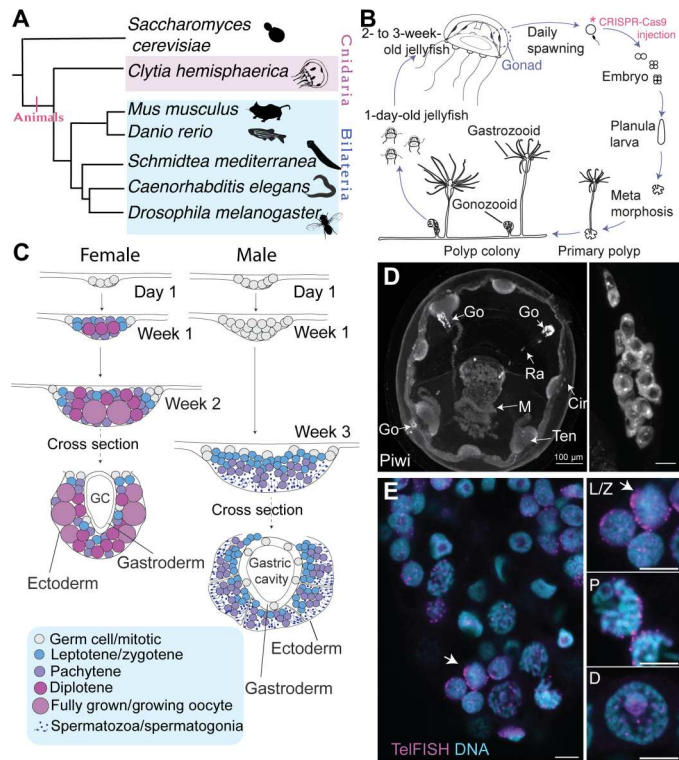 A
Saccharomyces
cerevisiae
Clytia hemisphaerica
Cnidaria
Animals
Mus musculus
Danio rerio
Schmidtea mediterranea
Caenorhabditis elegans
Drosophila melanogaster
Bilateria
B
2- to 3-week-
old jellyfish
Gonad
Daily
spawning
* CRISPR-Cas9
injection
Embryo
Planula
larva
Meta
morphosis
Primary polyp
Polyp colony
Gonozooid
Gastrozooid
1-day-old jellyfish
C
Female
Male
Day 1
Day 1
Week 1
Week 1
Week 2
Week 3
Cross section
Cross section
GC
Gastroderm
Ectoderm
Gastric
cavity
Ectoderm
Gastroderm
Germ cell/mitotic
Leptotene/zygotene
Pachytene
Diplotene
Fully grown/growing oocyte
Spermatozoa/spermatogonia
D
Go
Go
Ra
M
Cir
Go
Ten
Piwi
100 µm
E
L/Z
P
D
TelFISH DNA